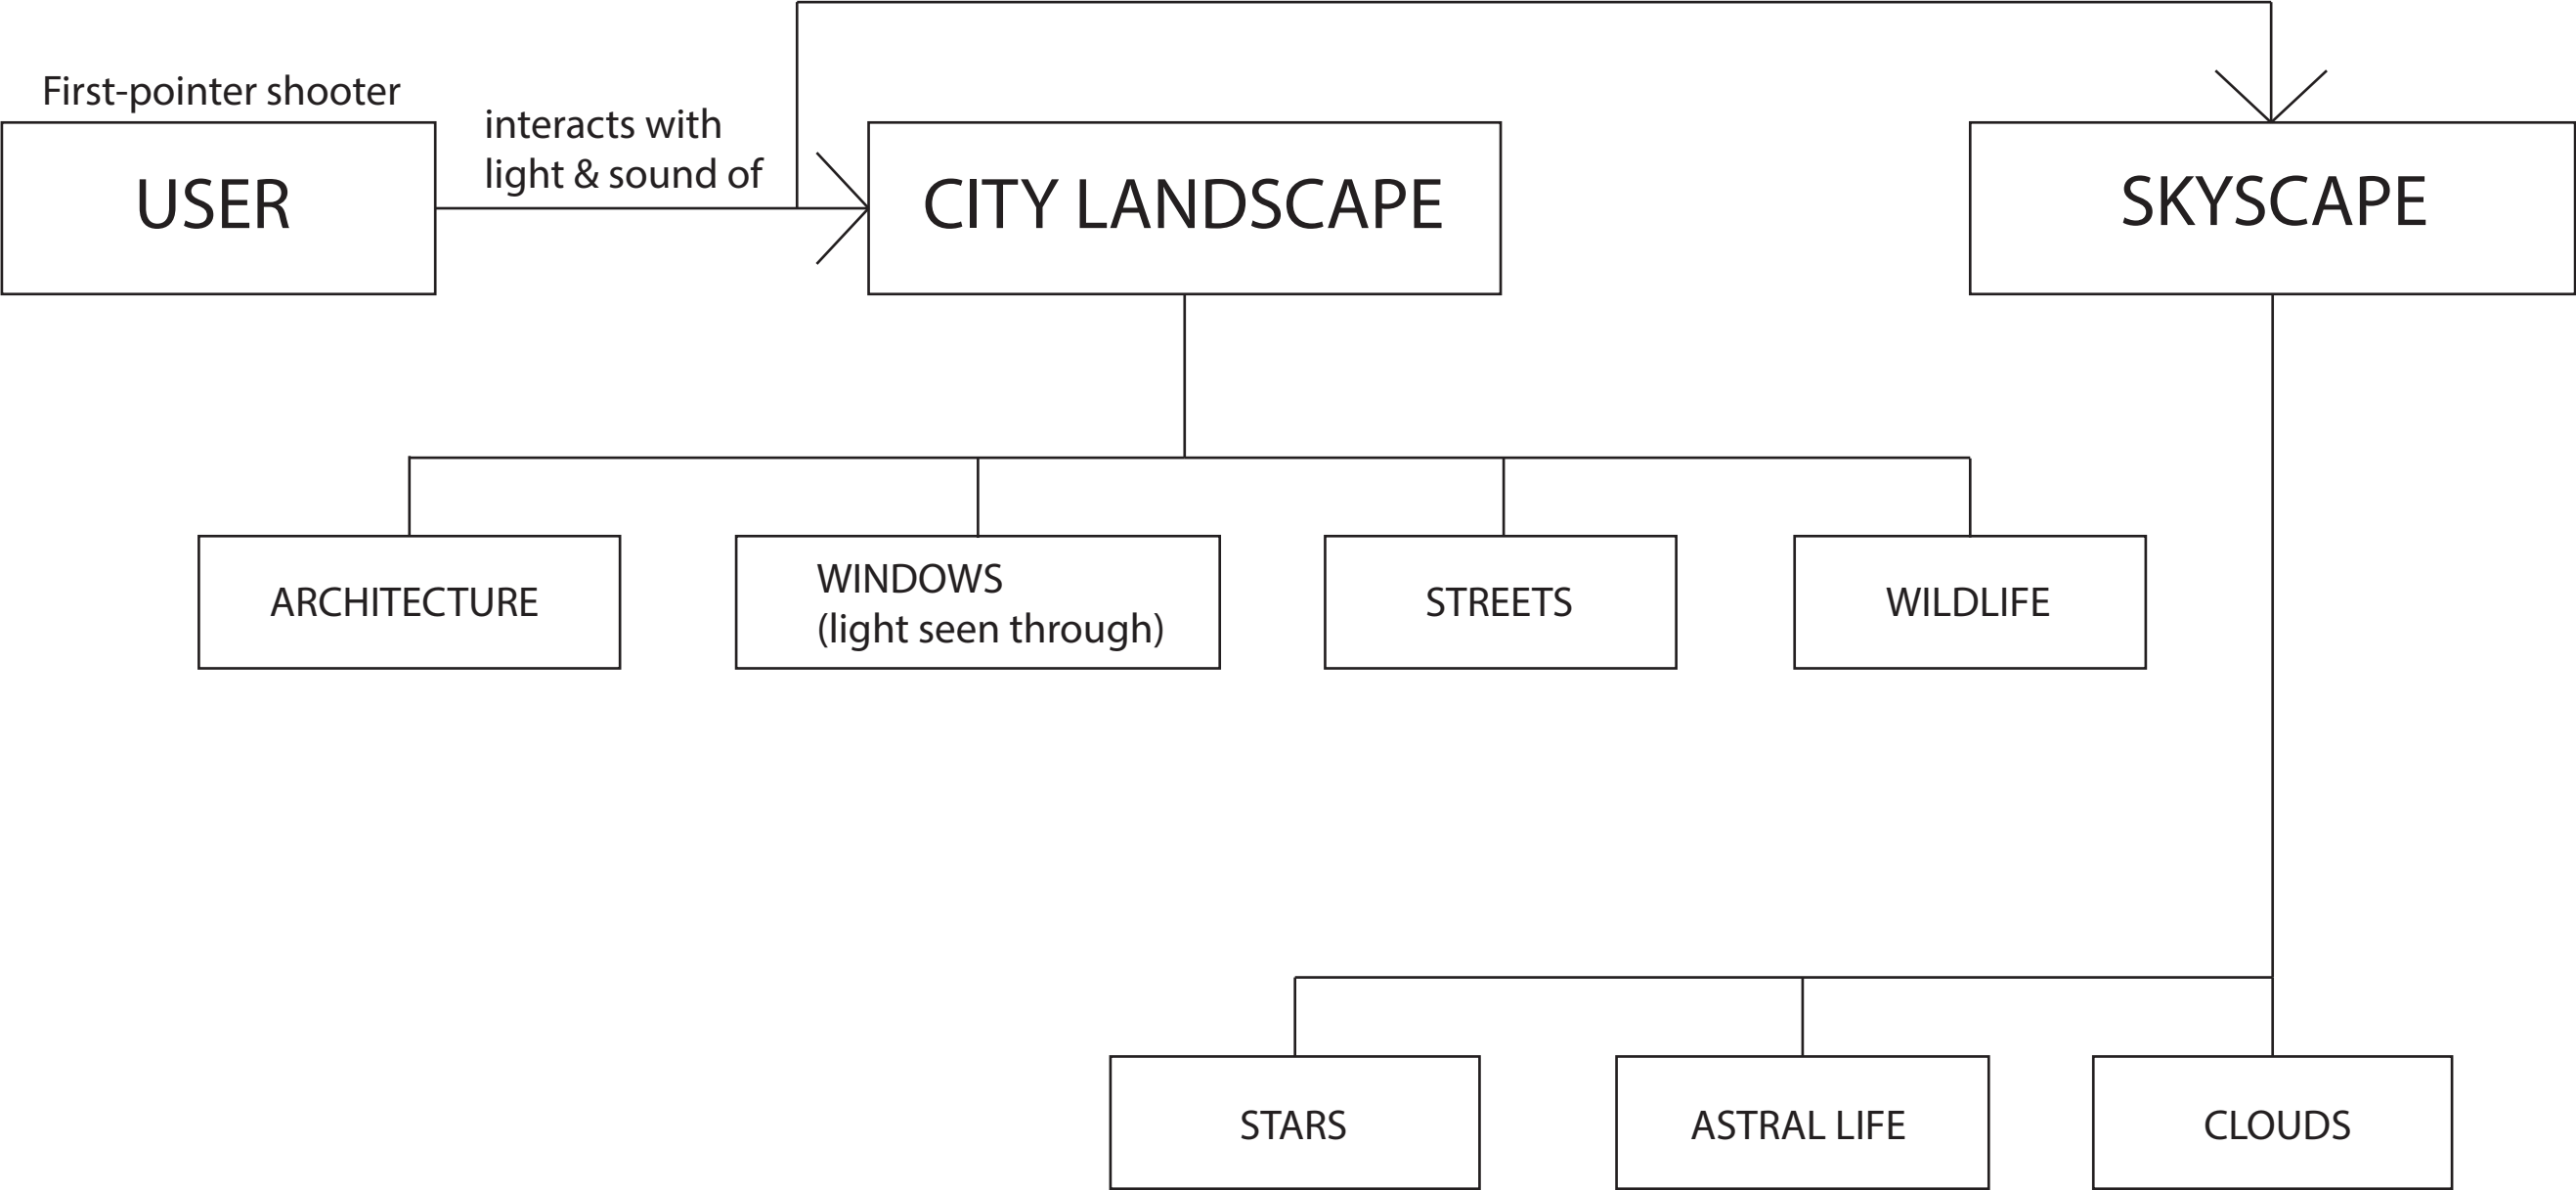 First-pointer shooter
USER
interacts with
light & sound of
CITY LANDSCAPE
SKYSCAPE
ARCHITECTURE
WINDOWS
(light seen through)
STREETS
WILDLIFE
STARS
ASTRAL LIFE
CLOUDS